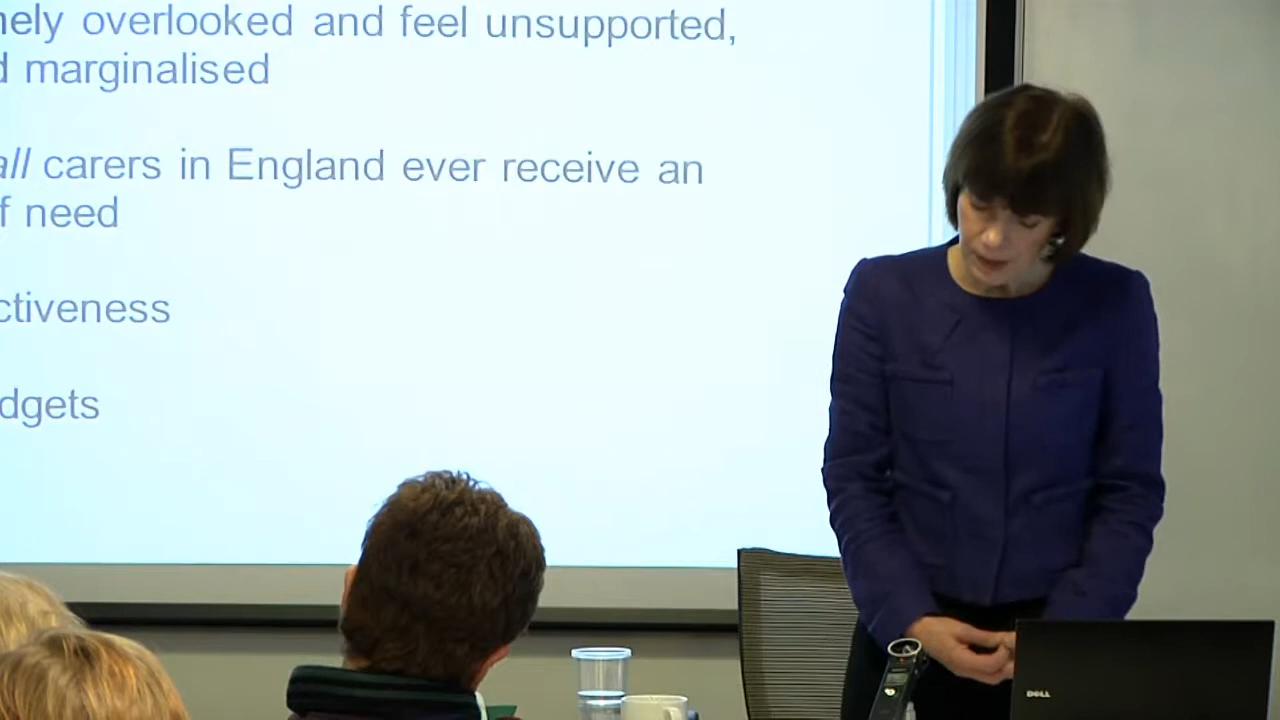 nely overlooked and feel unsupported,
d marginalised
all carers in England ever receive an
f need
ctiveness
dgets
DELL